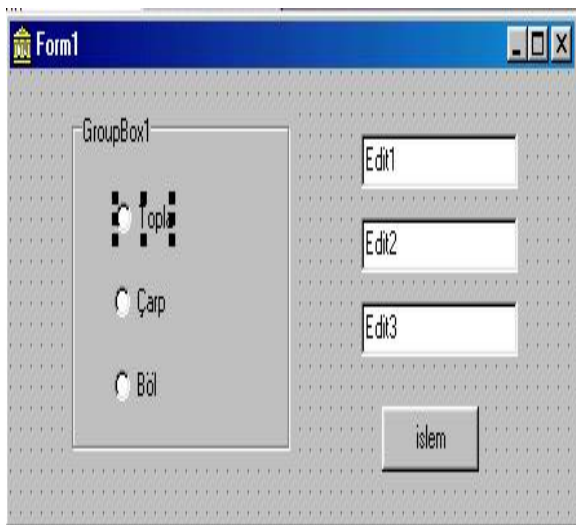 Form1
GroupBox1
Topla
Çarp
Böl
Edit1
Edit2
Edit3
islem